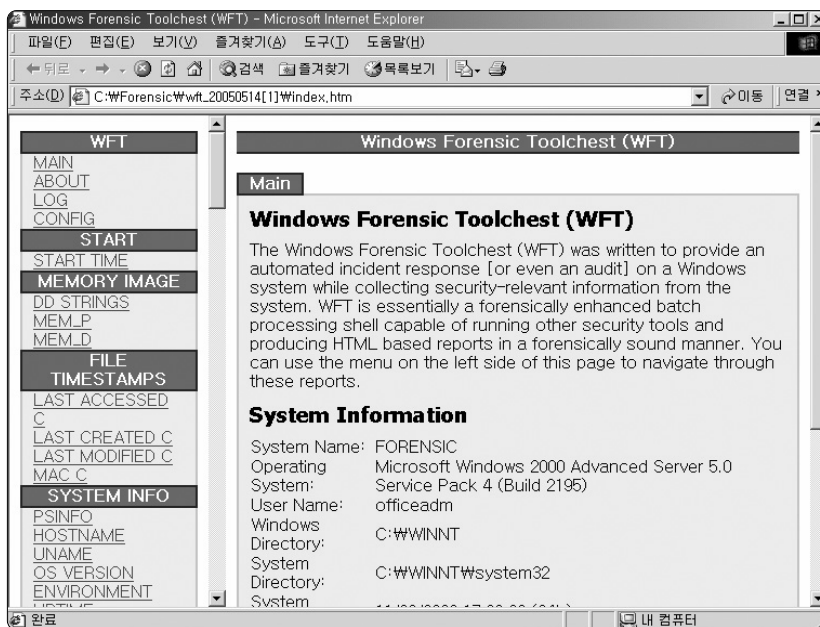 Windows Forensic Toolchest (WFT) - Microsoft Internet Explorer
파일(F) 편집(E) 보기(V) 즐겨찾기(A) 도구(T) 도움말(H)
뒤로 검색 즐겨찾기 목록보기
주소(D) C:\Forensic\wft_20050514[1]\index.htm 이동 연결
WFT
MAIN
ABOUT
LOG
CONFIG
START
START TIME
MEMORY IMAGE
DD STRINGS
MEM_P
MEM_D
FILE
TIMESTAMPS
LAST ACCESSED
C
LAST CREATED C
LAST MODIFIED C
MAC C
SYSTEM INFO
PSINFO
HOSTNAME
UNAME
OS VERSION
ENVIRONMENT
Windows Forensic Toolchest (WFT)
Main
Windows Forensic Toolchest (WFT)
The Windows Forensic Toolchest (WFT) was written to provide an
automated incident response [or even an audit] on a Windows
system while collecting security-relevant information from the
system. WFT is essentially a forensically enhanced batch
processing shell capable of running other security tools and
producing HTML based reports in a forensically sound manner. You
can use the menu on the left side of this page to navigate through
these reports.
System Information
System Name: FORENSIC
Operating Microsoft Windows 2000 Advanced Server 5.0
System: Service Pack 4 (Build 2195)
User Name: officeadm
Windows
Directory: C:\WINNT
System
Directory: C:\WINNT\system32
System
완료 내 컴퓨터